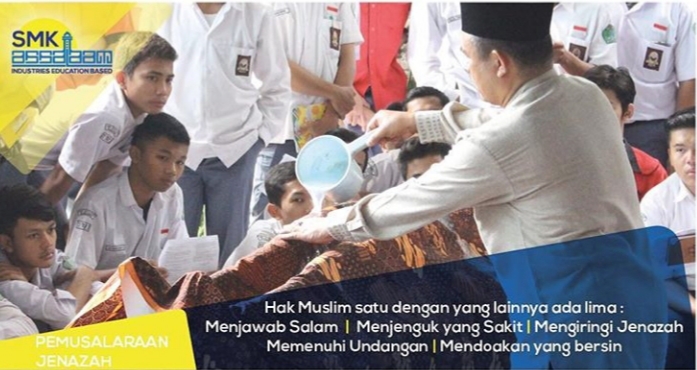 SMK
ASSALAAM
INDUSTRIES EDUCATION BASED
Hak Muslim satu dengan yang lainnya ada lima :
Menjawab Salam | Menjenguk yang Sakit | Mengiringi Jenazah
Memenuhi Undangan | Mendoakan yang bersin
PEMUSALARAAN
JENAZAH